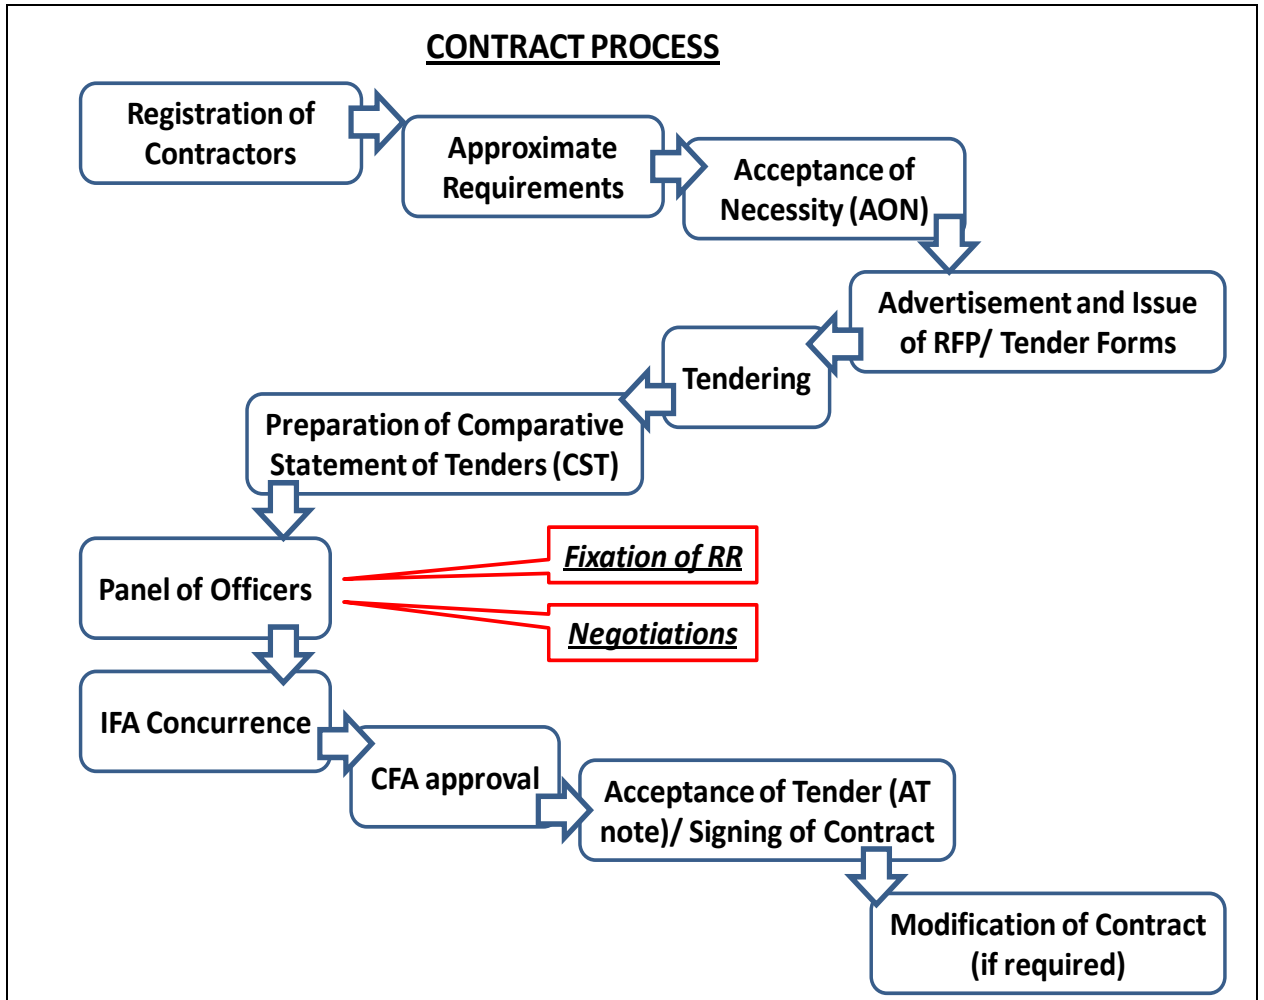 CONTRACT PROCESS
Registration of
Contractors
Approximate
Requirements
Acceptance of
Necessity (AON)
Advertisement and Issue
of RFP/ Tender Forms
Tendering
Preparation of Comparative
Statement of Tenders (CST)
Panel of Officers
Fixation of RR
Negotiations
IFA Concurrence
CFA approval
Acceptance of Tender (AT
note)/ Signing of Contract
Modification of Contract
(if required)